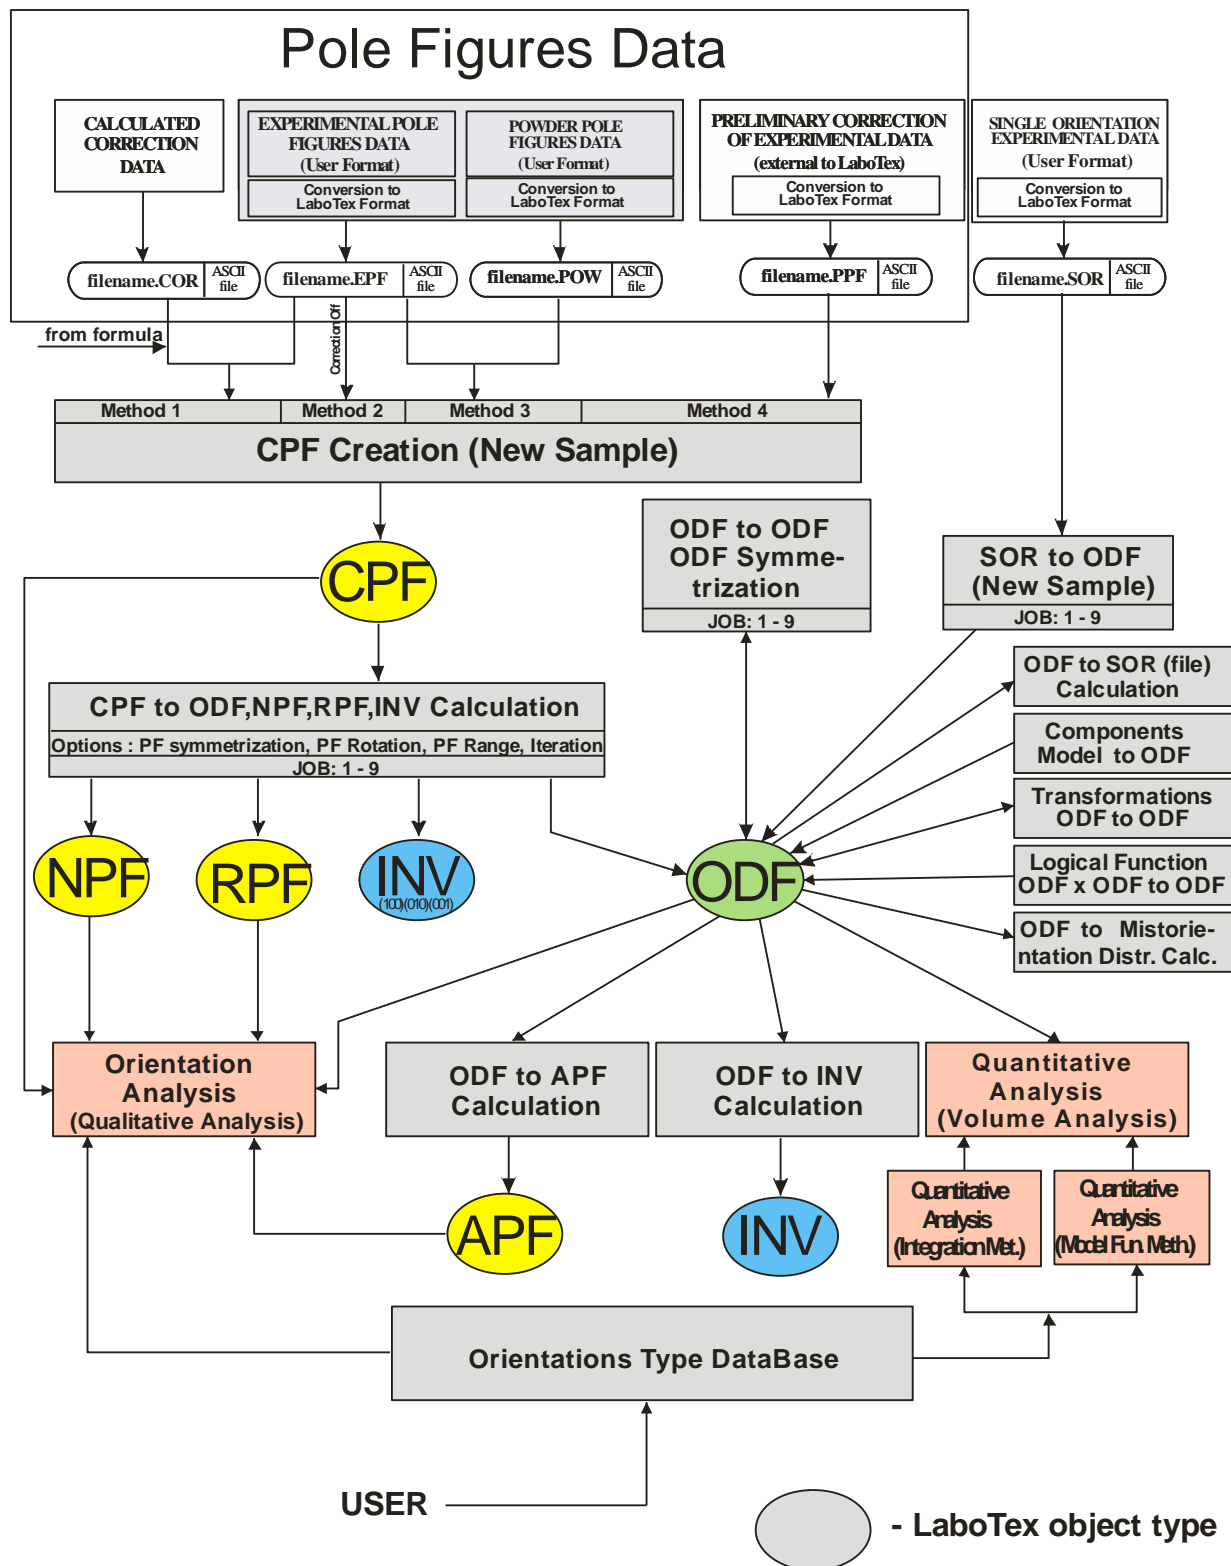 Pole Figures Data
CALCULATED
CORRECTION
DATA
EXPERIMENTAL POLE
FIGURES DATA
(User Format)
Conversion to
LaboTex Format
POWDER POLE
FIGURES DATA
(User Format)
Conversion to
LaboTex Format
PRELIMINARY CORRECTION
OF EXPERIMENTAL DATA
(external to LaboTex)
Conversion to
LaboTex Format
SINGLE ORIENTATION
EXPERIMENTAL DATA
(User Format)
Conversion to
LaboTex Format
filename.COR
ASCII
file
filename.EPF
ASCII
file
filename.POW
ASCII
file
filename.PPF
ASCII
file
filename.SOR
ASCII
file
from formula
Correction Off
Method 1
Method 2
Method 3
Method 4
CPF Creation (New Sample)
CPF
ODF to ODF
ODF Symme-
trization
JOB: 1 - 9
SOR to ODF
(New Sample)
JOB: 1 - 9
ODF to SOR (file)
Calculation
Components
Model to ODF
Transformations
ODF to ODF
Logical Function
ODF x ODF to ODF
ODF to Mistorie-
ntation Distr. Calc.
CPF to ODF,NPF,RPF,INV Calculation
Options : PF symmetrization, PF Rotation, PF Range, Iteration
JOB: 1 - 9
NPF
RPF
INV
(100)(010)(001)
ODF
Orientation
Analysis
(Qualitative Analysis)
ODF to APF
Calculation
ODF to INV
Calculation
Quantitative
Analysis
(Volume Analysis)
APF
INV
Quantitative
Analysis
(Integration Met.)
Quantitative
Analysis
(Model Fun. Meth.)
Orientations Type DataBase
USER
- LaboTex object type